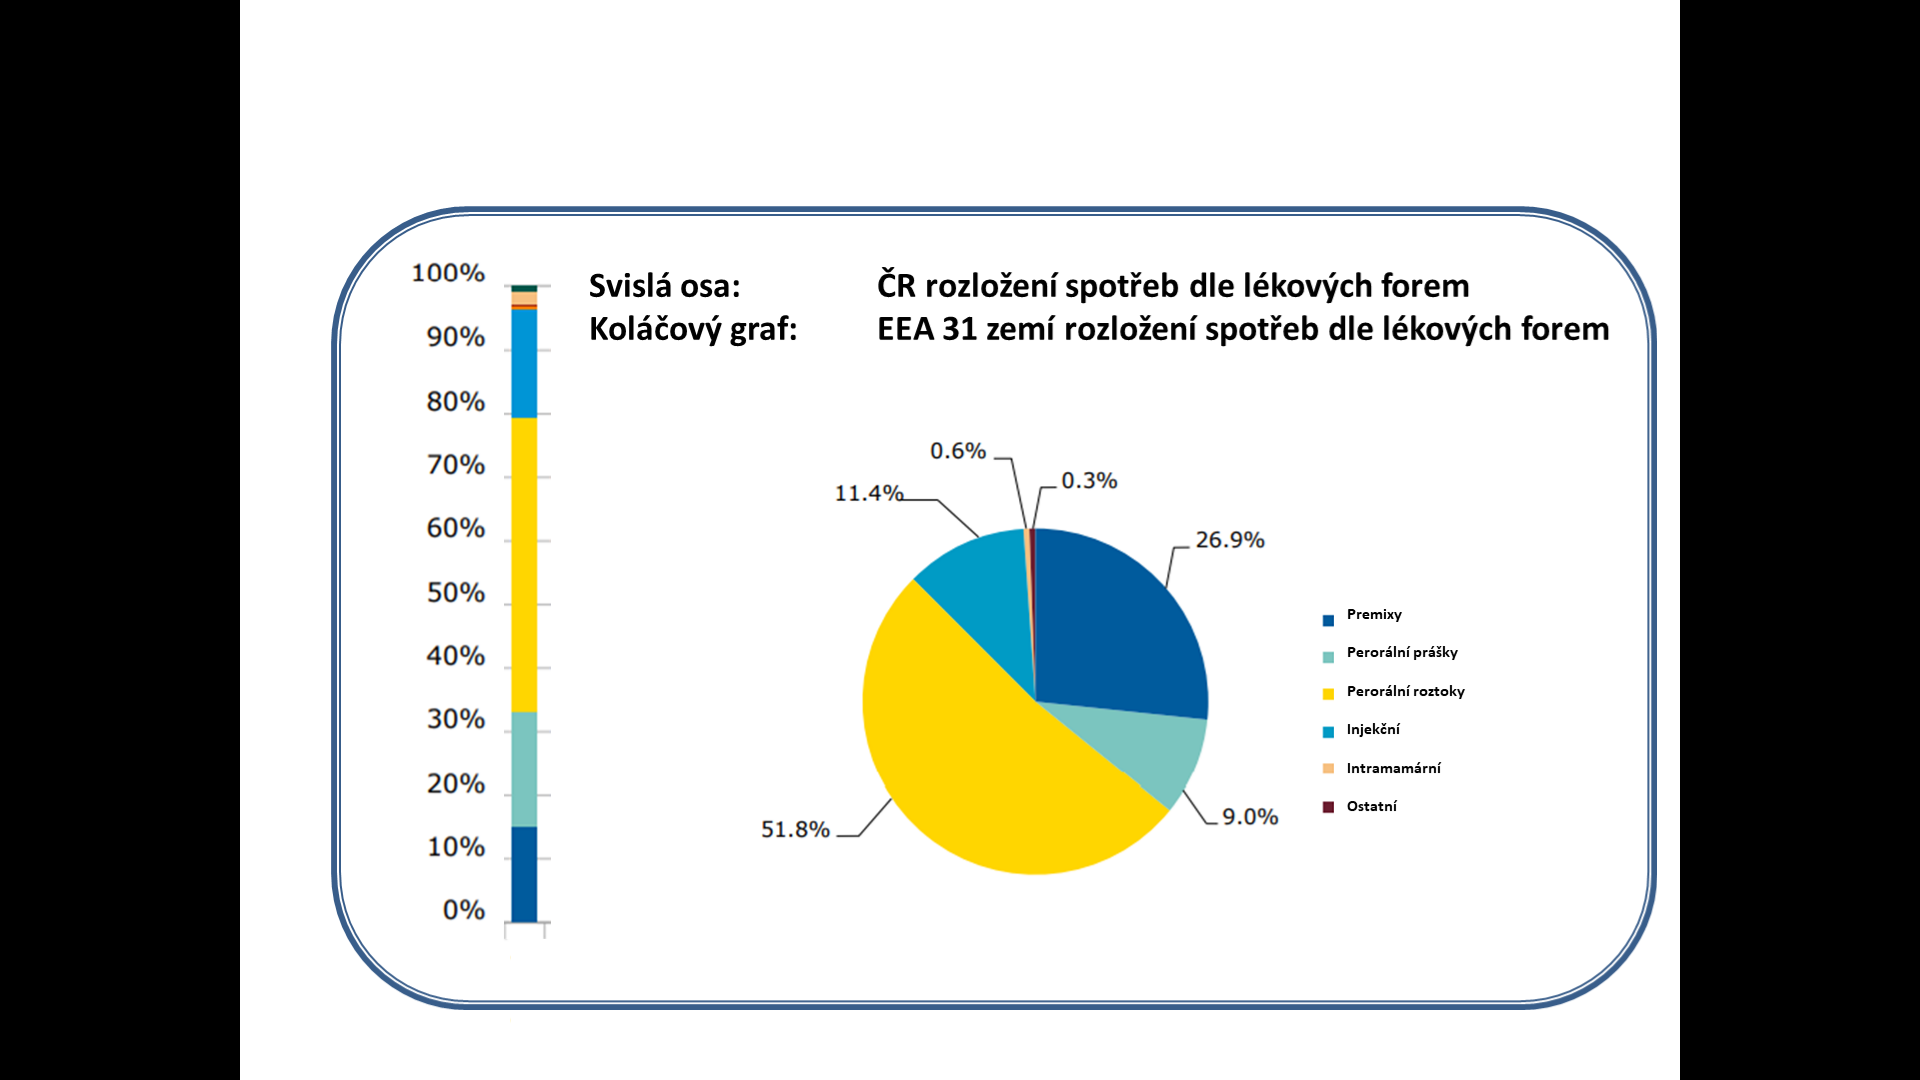 Svislá osa: ČR rozložení spotřeb dle lékových forem
Koláčový graf: EEA 31 zemí rozložení spotřeb dle lékových forem
100%
90%
80%
70%
60%
50%
40%
30%
20%
10%
0%
0.6%
0.3%
11.4%
26.9%
51.8%
9.0%
Premixy
Perorální prášky
Perorální roztoky
Injekční
Intramamární
Ostatní